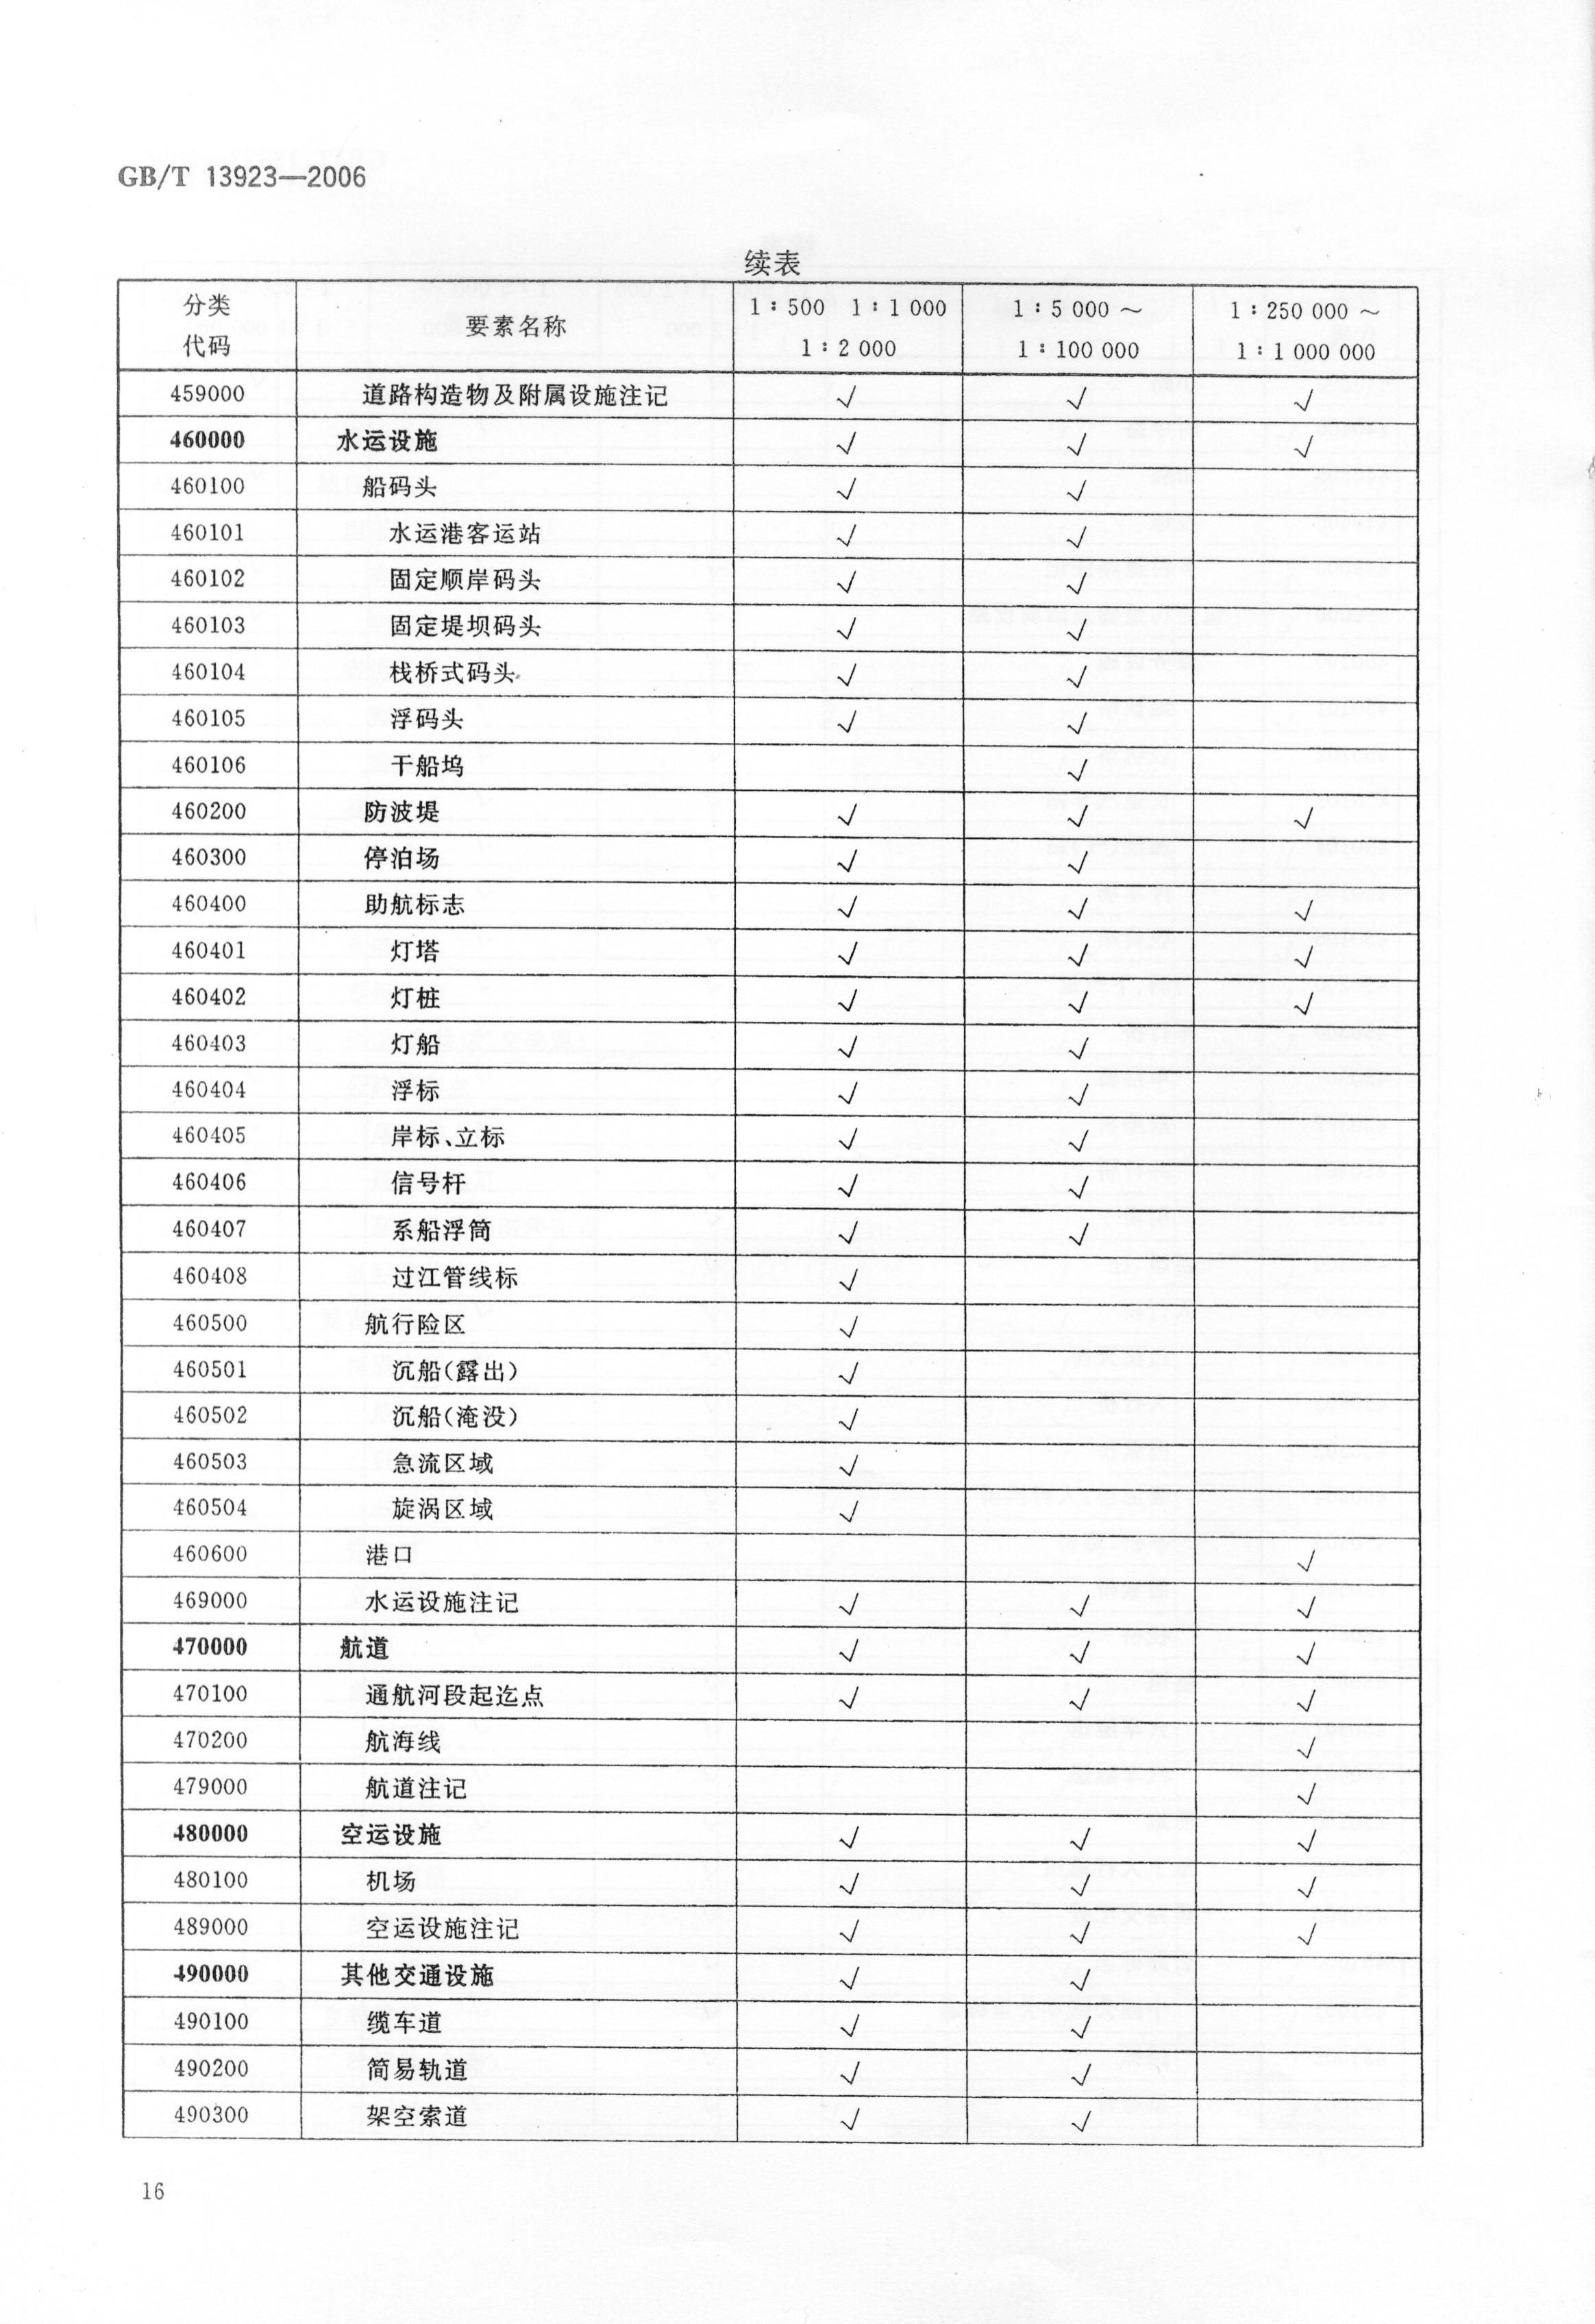 GB/T 13923—2006
续表
分类代码 要素名称 1∶500 1∶1 000 1∶2 000 1∶5 000～1∶100 000 1∶250 000～1∶1 000 000
459000 道路构造物及附属设施注记 √ √ √
460000 水运设施 √ √ √
460100 船码头 √ √
460101 水运港客运站 √ √
460102 固定顺岸码头 √ √
460103 固定堤坝码头 √ √
460104 栈桥式码头 √ √
460105 浮码头 √ √
460106 干船坞 √
460200 防波堤 √ √ √
460300 停泊场 √ √
460400 助航标志 √ √ √
460401 灯塔 √ √ √
460402 灯桩 √ √ √
460403 灯船 √ √
460404 浮标 √ √
460405 岸标、立标 √ √
460406 信号杆 √ √
460407 系船浮筒 √ √
460408 过江管线标 √
460500 航行险区 √
460501 沉船(露出) √
460502 沉船(淹没) √
460503 急流区域 √
460504 旋涡区域 √
460600 港口 √
469000 水运设施注记 √ √ √
470000 航道 √ √ √
470100 通航河段起迄点 √ √ √
470200 航海线 √
479000 航道注记 √
480000 空运设施 √ √ √
480100 机场 √ √ √
489000 空运设施注记 √ √ √
490000 其他交通设施 √ √
490100 缆车道 √ √
490200 简易轨道 √ √
490300 架空索道 √ √
16